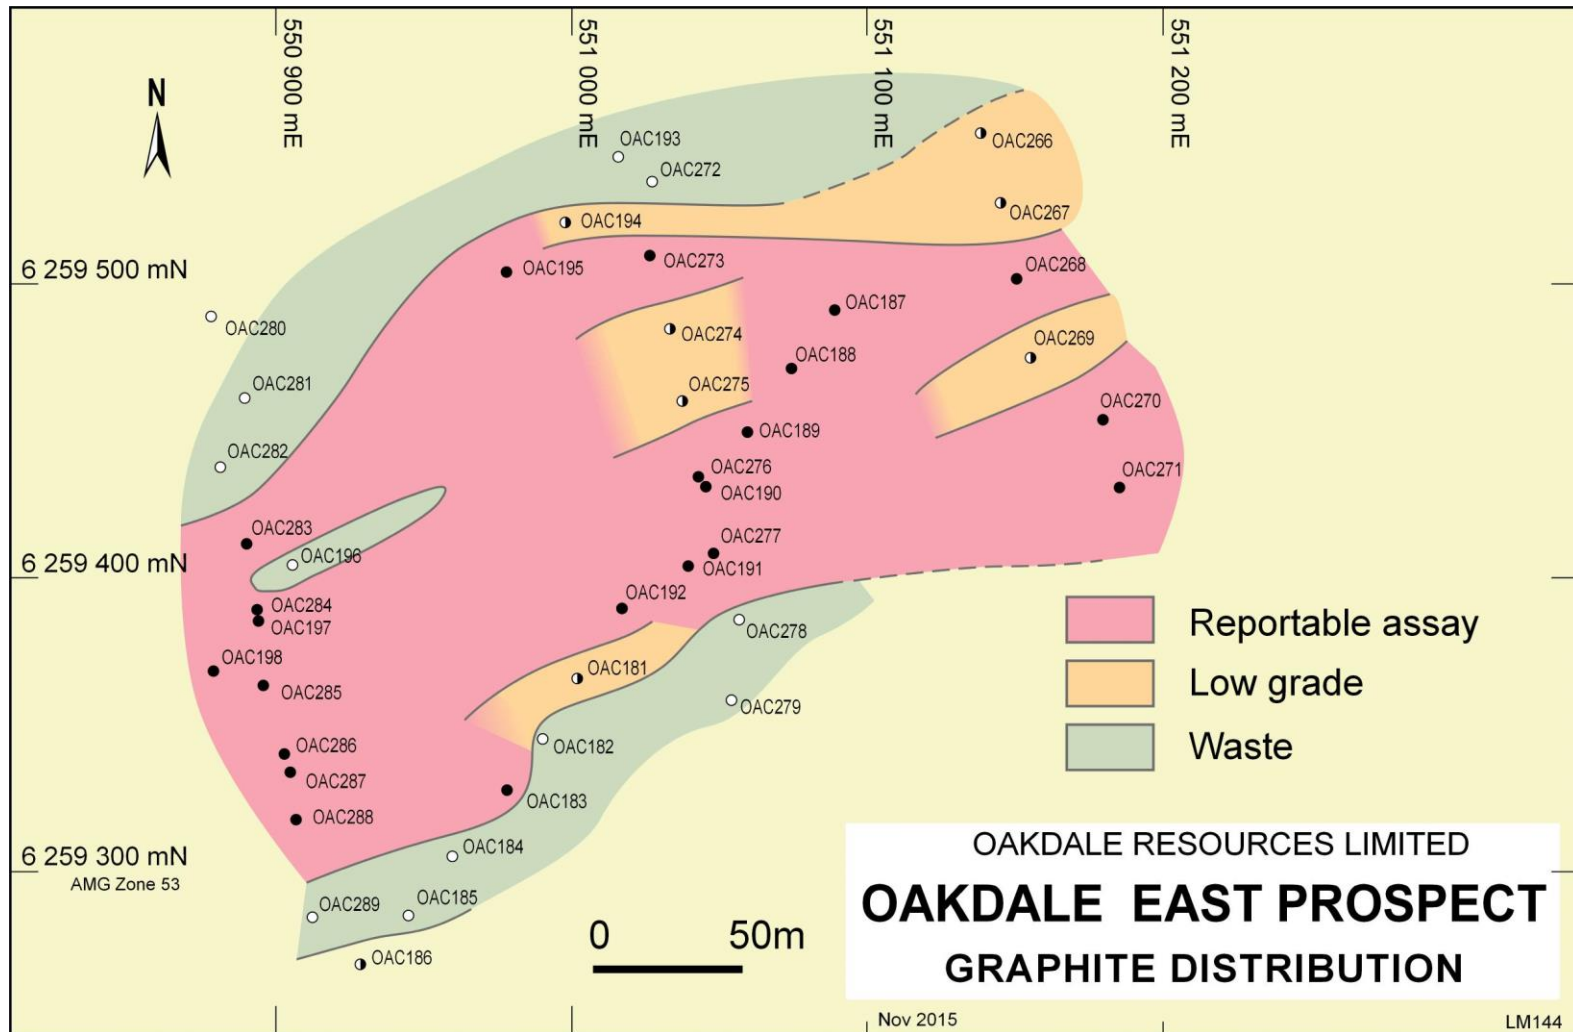 550 900 mE
551 000 mE
551 100 mE
551 200 mE
N
OAC193
OAC272
OAC266
OAC267
OAC194
OAC195
OAC273
OAC268
6 259 500 mN
OAC187
OAC280
OAC274
OAC269
OAC188
OAC281
OAC275
OAC270
OAC189
OAC282
OAC276
OAC271
OAC190
OAC283
OAC277
OAC196
OAC191
6 259 400 mN
OAC192
OAC284
OAC197
OAC278
Reportable assay
OAC198
OAC181
OAC285
Low grade
OAC279
OAC182
OAC286
Waste
OAC287
OAC183
OAC288
OAC184
6 259 300 mN
AMG Zone 53
OAC289
OAC185
OAC186
0 50m
OAKDALE RESOURCES LIMITED
OAKDALE EAST PROSPECT
GRAPHITE DISTRIBUTION
Nov 2015
LM144